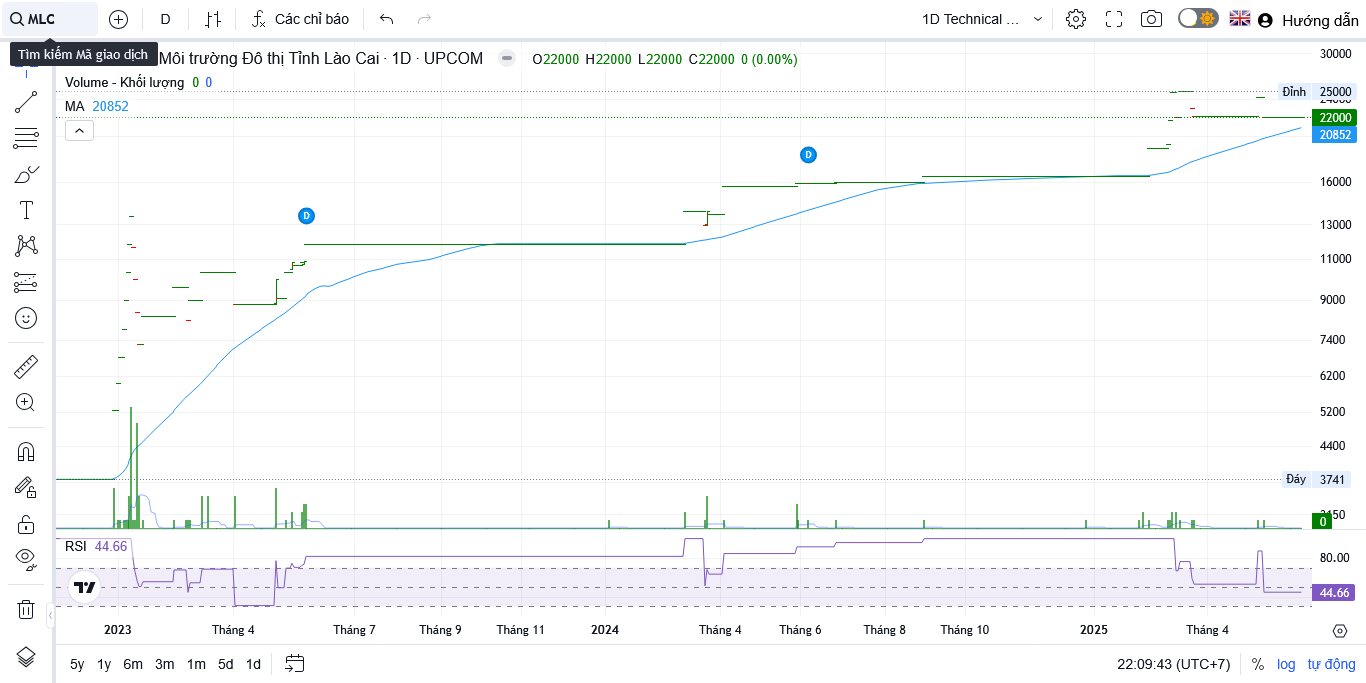 MLC
D
Các chỉ báo
1D Technical ...
Hướng dẫn
Tìm kiếm Mã giao dịch
Môi trường Đô thị Tỉnh Lào Cai · 1D · UPCOM
O22000 H22000 L22000 C22000 0 (0.00%)
Volume - Khối lượng 0 0
MA 20852
D
D
30000
Đỉnh 25000
24000
22000
20852
16000
13000
11000
9000
7400
6200
5200
4400
Đáy 3741
3450
0
RSI 44.66
80.00
44.66
2023 Tháng 4 Tháng 7 Tháng 9 Tháng 11 2024 Tháng 4 Tháng 6 Tháng 8 Tháng 10 2025 Tháng 4
5y 1y 6m 3m 1m 5d 1d
22:09:43 (UTC+7) % log tự động